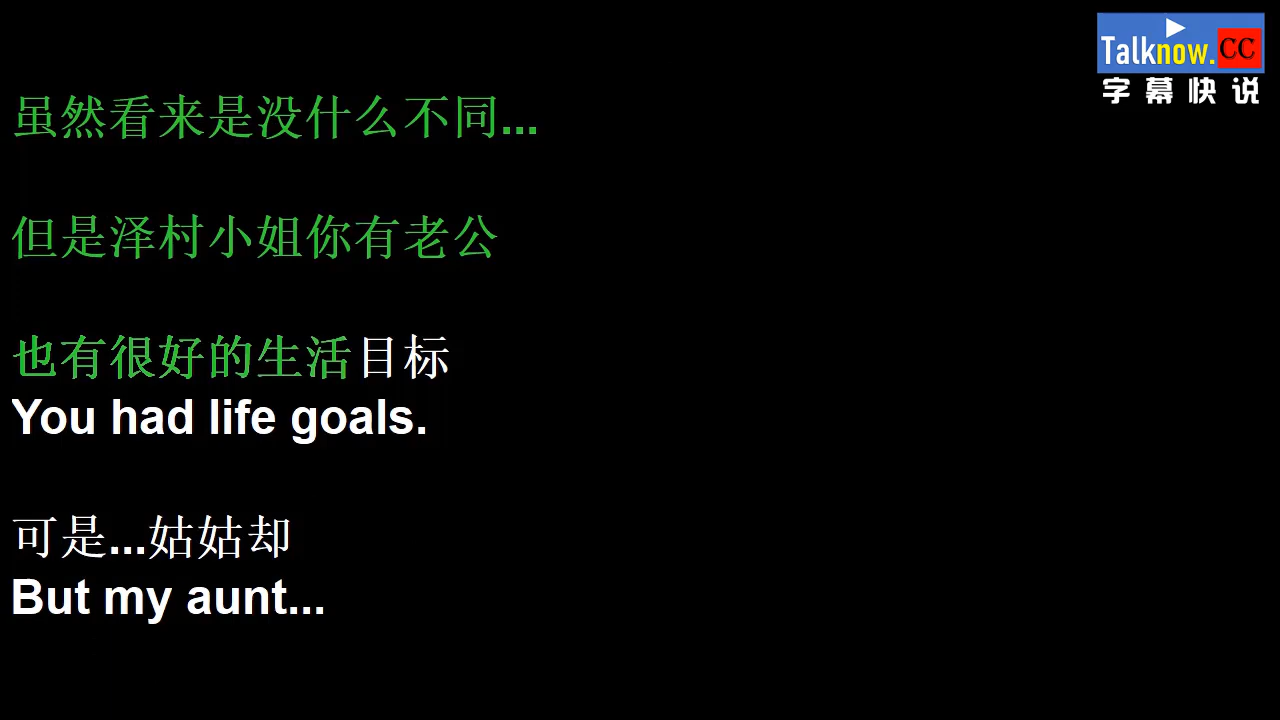 Talknow.CC
字幕快说
虽然看来是没什么不同...
但是泽村小姐你有老公
也有很好的生活目标
You had life goals.
可是...姑姑却
But my aunt...